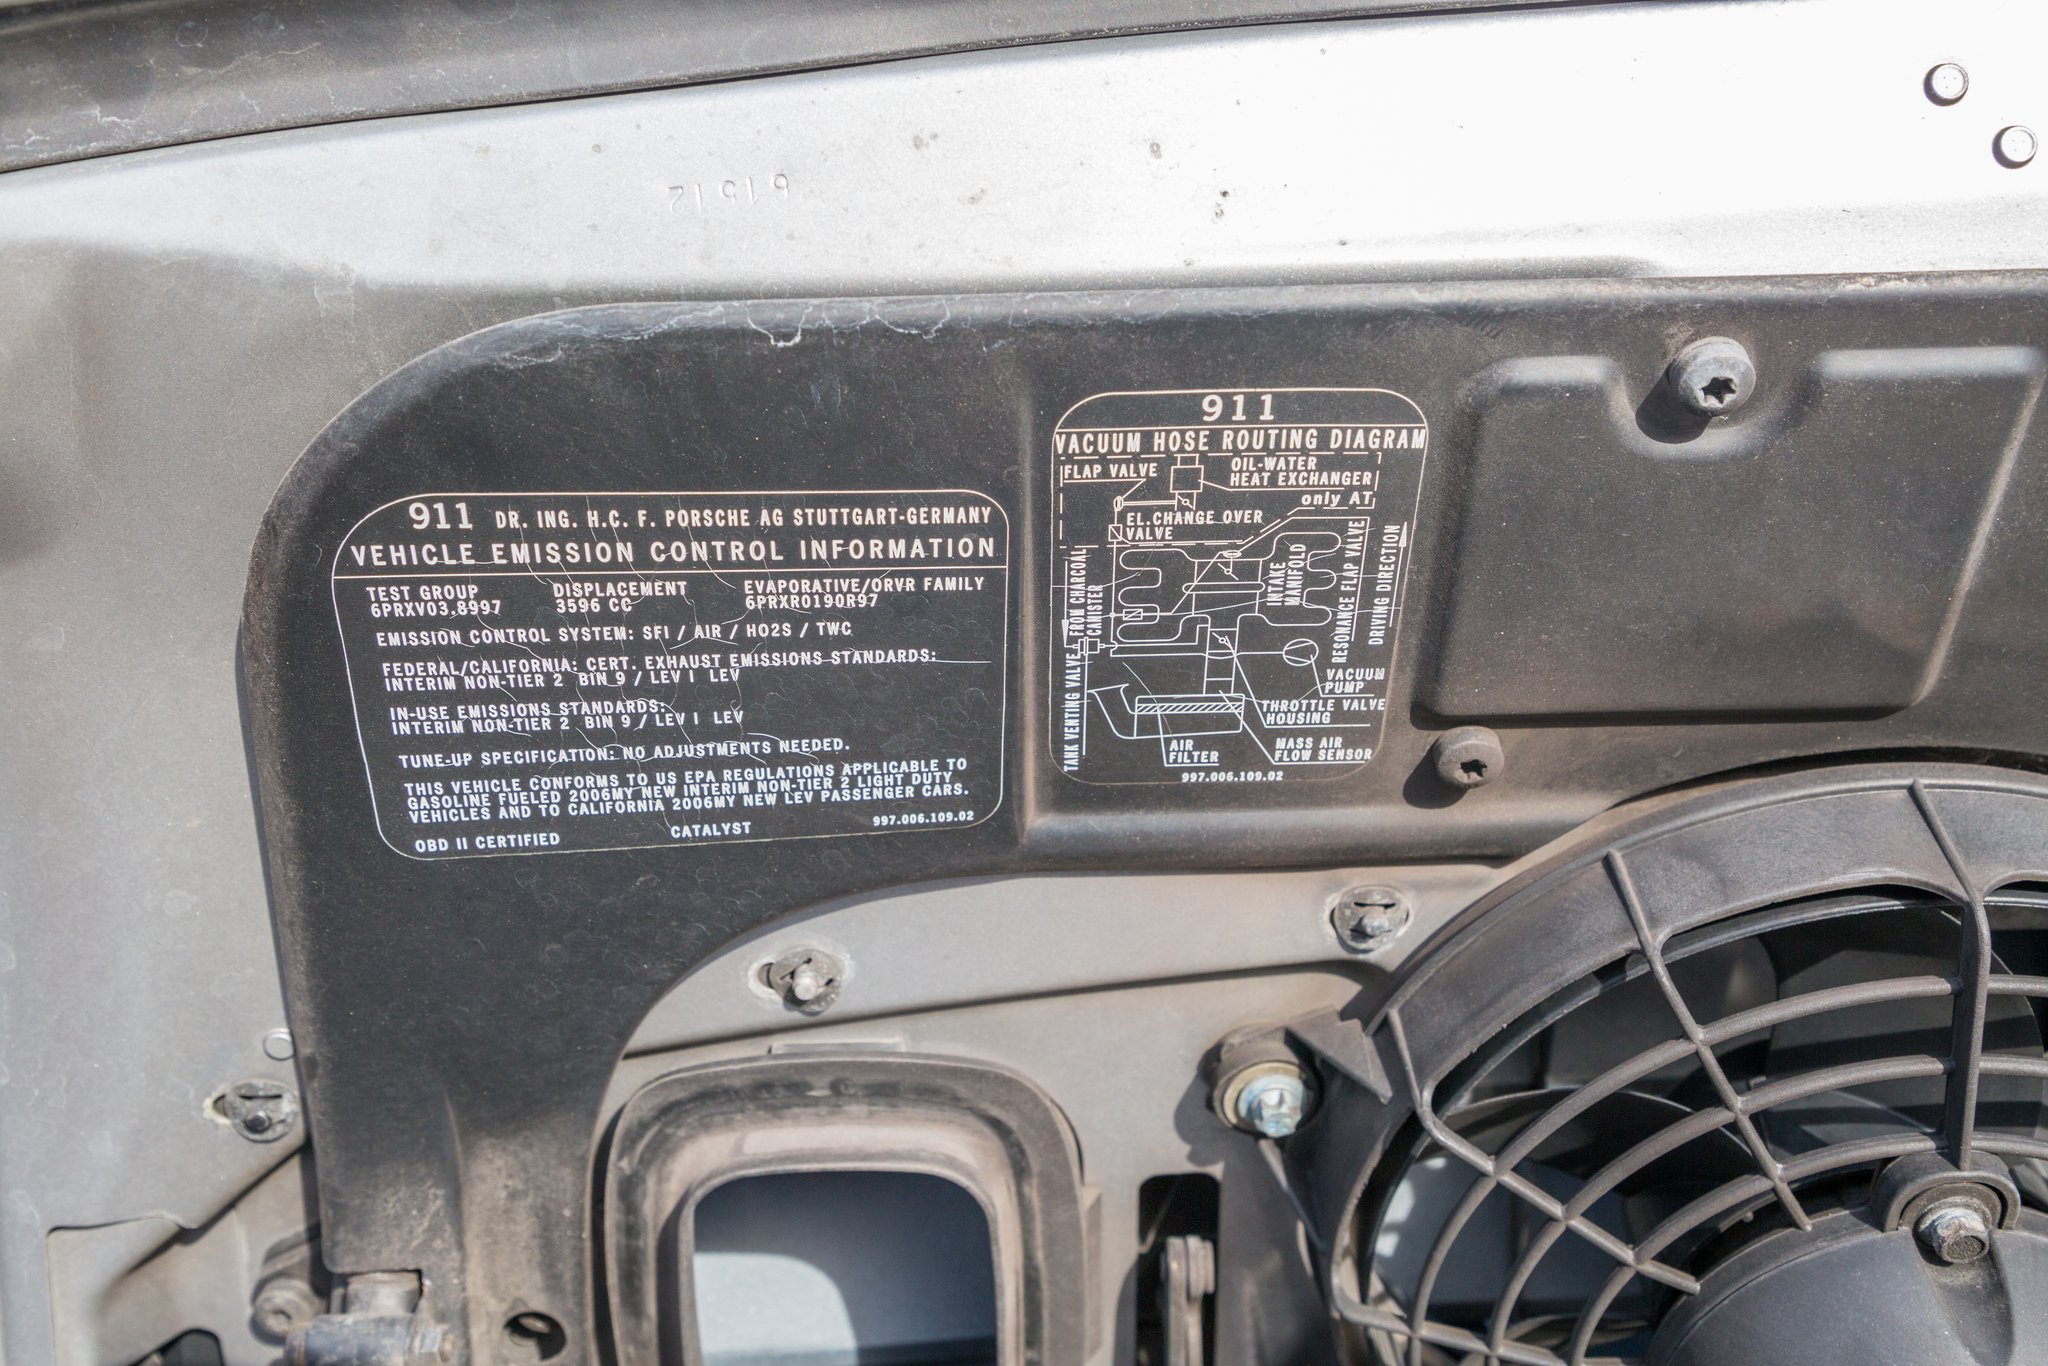 911 DR. ING. H.C. F. PORSCHE AG STUTTGART-GERMANY
VEHICLE EMISSION CONTROL INFORMATION
TEST GROUP DISPLACEMENT EVAPORATIVE/ORVR FAMILY
6PRXV03.8997 3596 CC 6PRXR0190R97
EMISSION CONTROL SYSTEM: SFI / AIR / HO2S / TWC
FEDERAL/CALIFORNIA: CERT. EXHAUST EMISSIONS STANDARDS:
INTERIM NON-TIER 2 BIN 9 / LEV I LEV
IN-USE EMISSIONS STANDARDS:
INTERIM NON-TIER 2 BIN 9 / LEV I LEV
TUNE-UP SPECIFICATION: NO ADJUSTMENTS NEEDED.
THIS VEHICLE CONFORMS TO US EPA REGULATIONS APPLICABLE TO
GASOLINE FUELED 2006MY NEW INTERIM NON-TIER 2 LIGHT DUTY
VEHICLES AND TO CALIFORNIA 2006MY NEW LEV PASSENGER CARS.
OBD II CERTIFIED CATALYST 997.006.109.02
911
VACUUM HOSE ROUTING DIAGRAM
FLAP VALVE
OIL-WATER
HEAT EXCHANGER
only AT
EL.CHANGE OVER
VALVE
FROM CHARCOAL
CANISTER
INTAKE
MANIFOLD
RESONANCE FLAP VALVE
DRIVING DIRECTION
TANK VENTING VALVE
VACUUM
PUMP
THROTTLE VALVE
HOUSING
AIR
FILTER
MASS AIR
FLOW SENSOR
997.006.109.02